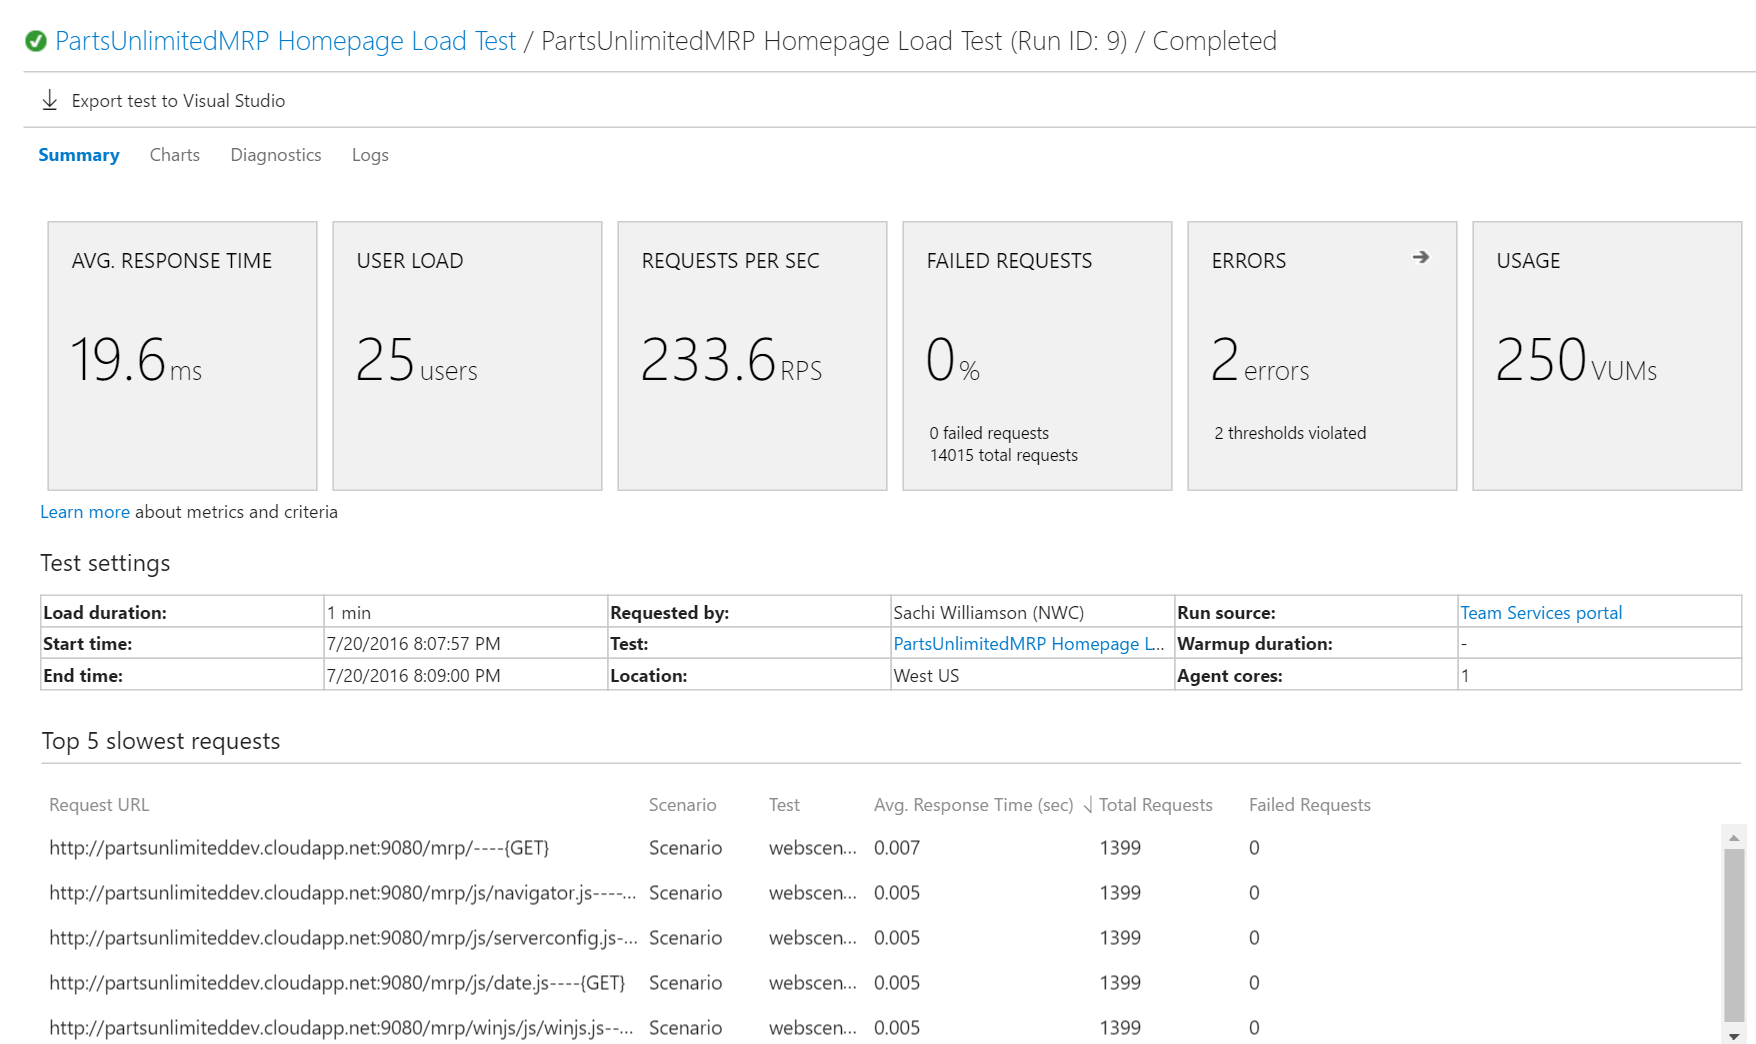 PartsUnlimitedMRP Homepage Load Test / PartsUnlimitedMRP Homepage Load Test (Run ID: 9) / Completed
Export test to Visual Studio
Summary Charts Diagnostics Logs
AVG. RESPONSE TIME
19.6 ms
USER LOAD
25 users
REQUESTS PER SEC
233.6 RPS
FAILED REQUESTS
0 %
0 failed requests
14015 total requests
ERRORS
2 errors
2 thresholds violated
USAGE
250 VUMs
Learn more about metrics and criteria
Test settings
Load duration: 1 min Requested by: Sachi Williamson (NWC) Run source: Team Services portal
Start time: 7/20/2016 8:07:57 PM Test: PartsUnlimitedMRP Homepage L... Warmup duration: -
End time: 7/20/2016 8:09:00 PM Location: West US Agent cores: 1
Top 5 slowest requests
Request URL Scenario Test Avg. Response Time (sec) Total Requests Failed Requests
http://partsunlimiteddev.cloudapp.net:9080/mrp/----{GET} Scenario webscen... 0.007 1399 0
http://partsunlimiteddev.cloudapp.net:9080/mrp/js/navigator.js----... Scenario webscen... 0.005 1399 0
http://partsunlimiteddev.cloudapp.net:9080/mrp/js/serverconfig.js-... Scenario webscen... 0.005 1399 0
http://partsunlimiteddev.cloudapp.net:9080/mrp/js/date.js----{GET} Scenario webscen... 0.005 1399 0
http://partsunlimiteddev.cloudapp.net:9080/mrp/winjs/js/winjs.js--... Scenario webscen... 0.005 1399 0